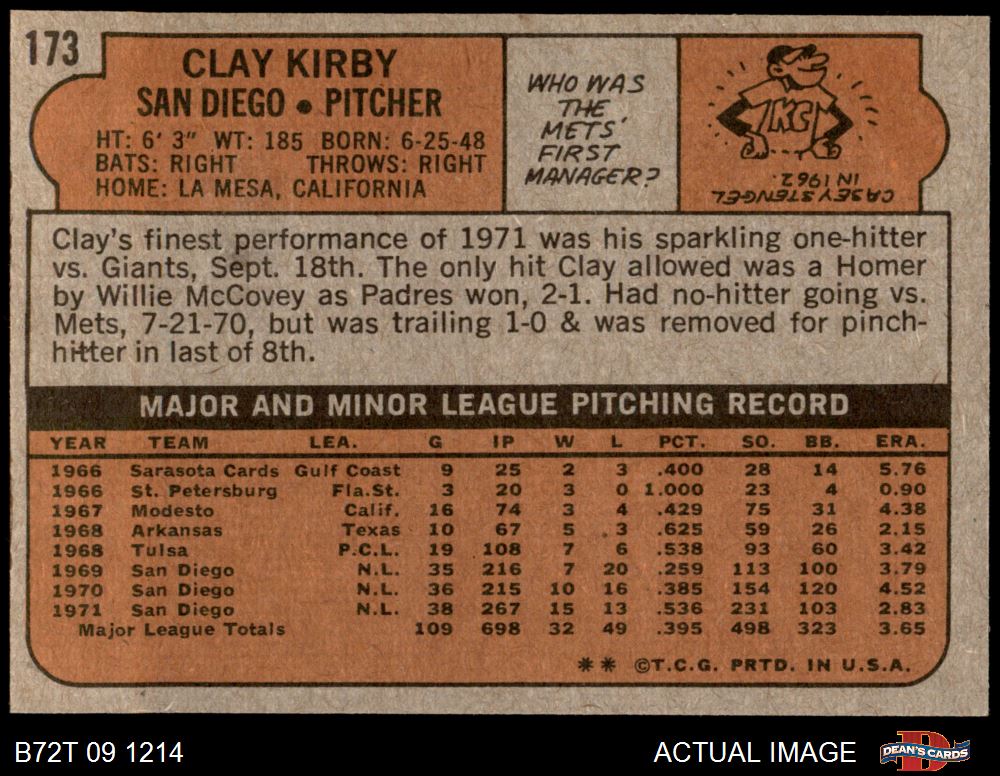 173
CLAY KIRBY
SAN DIEGO • PITCHER
HT: 6' 3" WT: 185 BORN: 6-25-48
BATS: RIGHT THROWS: RIGHT
HOME: LA MESA, CALIFORNIA
WHO WAS
THE
METS'
FIRST
MANAGER?
KC
CASEY STENGEL
IN 1962.
Clay's finest performance of 1971 was his sparkling one-hitter
vs. Giants, Sept. 18th. The only hit Clay allowed was a Homer
by Willie McCovey as Padres won, 2-1. Had no-hitter going vs.
Mets, 7-21-70, but was trailing 1-0 & was removed for pinch-
hitter in last of 8th.
MAJOR AND MINOR LEAGUE PITCHING RECORD
YEAR TEAM LEA. G IP W L PCT. SO. BB. ERA.
1966 Sarasota Cards Gulf Coast 9 25 2 3 .400 28 14 5.76
1966 St. Petersburg Fla.St. 3 20 3 0 1.000 23 4 0.90
1967 Modesto Calif. 16 74 3 4 .429 75 31 4.38
1968 Arkansas Texas 10 67 5 3 .625 59 26 2.15
1968 Tulsa P.C.L. 19 108 7 6 .538 93 60 3.42
1969 San Diego N.L. 35 216 7 20 .259 113 100 3.79
1970 San Diego N.L. 36 215 10 16 .385 154 120 4.52
1971 San Diego N.L. 38 267 15 13 .536 231 103 2.83
Major League Totals 109 698 32 49 .395 498 323 3.65
** ©T.C.G. PRTD. IN U.S.A.
B72T 09 1214
ACTUAL IMAGE
D
DEAN'S CARDS